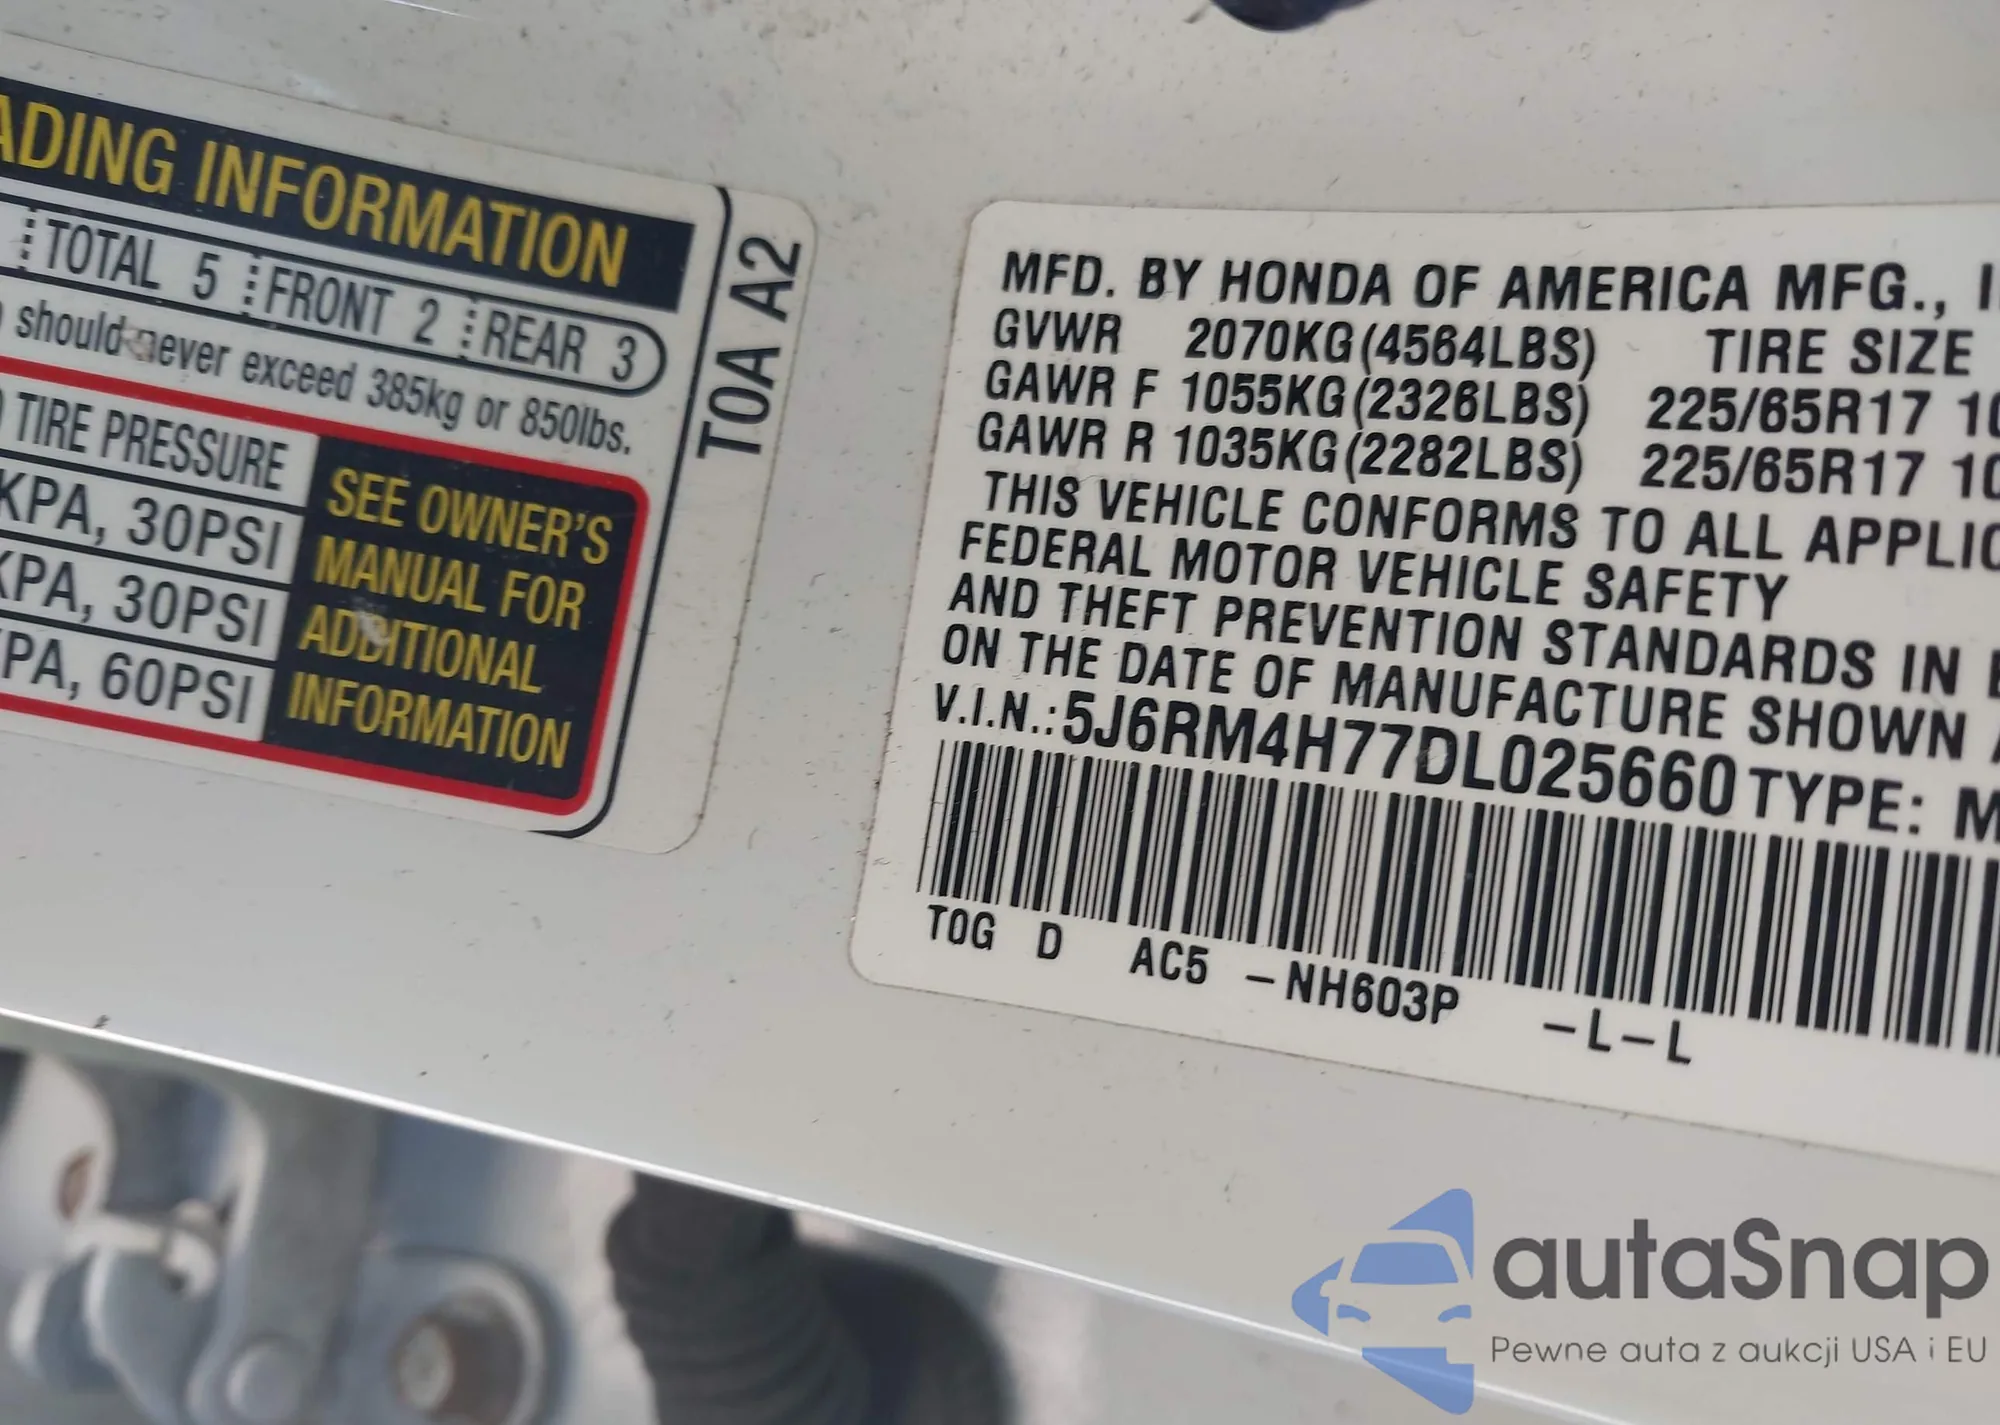 ADING INFORMATION
TOTAL 5 FRONT 2 REAR 3
should never exceed 385kg or 850lbs.
TIRE PRESSURE
KPA, 30PSI
KPA, 30PSI
PA, 60PSI
SEE OWNER'S
MANUAL FOR
ADDITIONAL
INFORMATION
T0A A2
MFD. BY HONDA OF AMERICA MFG., I
GVWR 2070KG(4564LBS) TIRE SIZE
GAWR F 1055KG(2326LBS) 225/65R17 10
GAWR R 1035KG(2282LBS) 225/65R17 10
THIS VEHICLE CONFORMS TO ALL APPLIC
FEDERAL MOTOR VEHICLE SAFETY
AND THEFT PREVENTION STANDARDS IN E
ON THE DATE OF MANUFACTURE SHOWN A
V.I.N.:5J6RM4H77DL025660 TYPE: M
T0G D AC5 -NH603P -L-L
autaSnap
Pewne auta z aukcji USA i EU